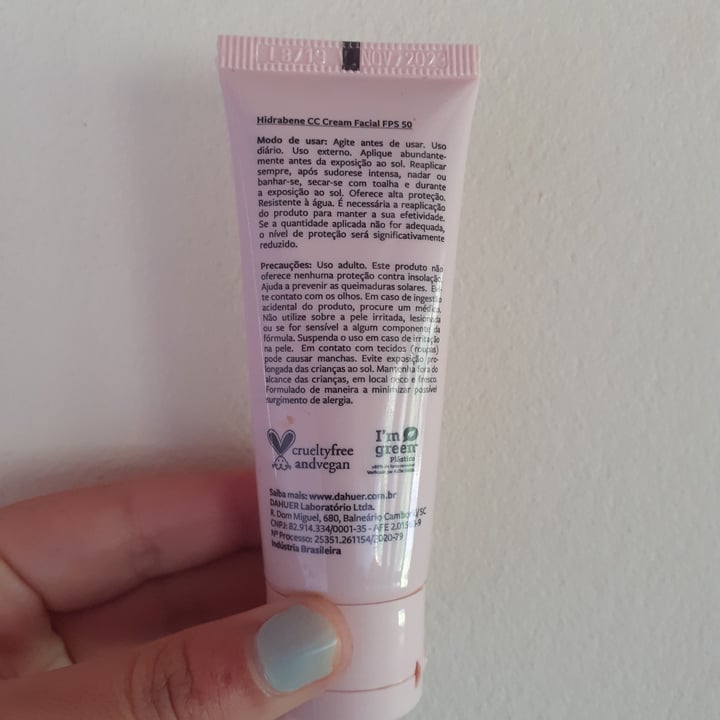 NOV/2023
Hidrabene CC Cream Facial FPS 50
Modo de usar: Agite antes de usar. Uso
diário. Uso externo. Aplique abundante-
mente antes da exposição ao sol. Reaplicar
sempre, após sudorese intensa, nadar ou
banhar-se, secar-se com toalha e durante
a exposição ao sol. Oferece alta proteção.
Resistente à água. É necessária a reaplicação
do produto para manter a sua efetividade.
Se a quantidade aplicada não for adequada,
o nível de proteção será significativamente
reduzido.
Precauções: Uso adulto. Este produto não
oferece nenhuma proteção contra insolação.
Ajuda a prevenir as queimaduras solares. Evi-
te contato com os olhos. Em caso de ingestão
acidental do produto, procure um médico.
Não utilize sobre a pele irritada, lesionada
ou se for sensível a algum componente da
fórmula. Suspenda o uso em caso de irritação
na pele. Em contato com tecidos (roupas)
pode causar manchas. Evite exposição pro-
longada das crianças ao sol. Mantenha fora do
alcance das crianças, em local seco e fresco.
Formulado de maneira a minimizar possível
surgimento de alergia.
crueltyfree
andvegan
I'm
green
Plástico
Saiba mais: www.dahuer.com.br
DAHUER Laboratório Ltda.
R. Dom Miguel, 680, Balneário Camboriú/SC
CNPJ: 82.914.334/0001-35 - AFE
Nº Processo: 25351.261154/2020-79
Indústria Brasileira